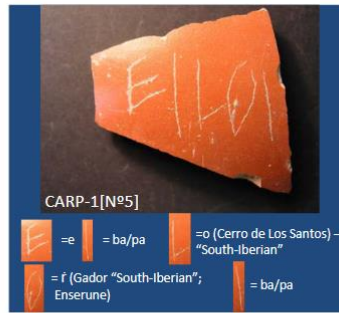 E I L O I
CARP-1[Nº5]
E =e I = ba/pa L =o (Cerro de Los Santos) – “South-Iberian”
O = ŕ (Gador “South-Iberian”; Enserune) I = ba/pa